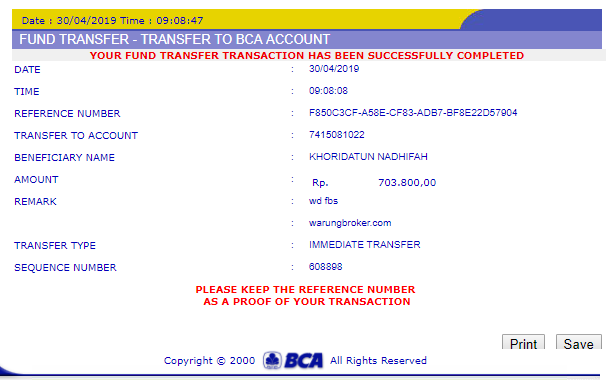 Date : 30/04/2019 Time : 09:08:47
FUND TRANSFER - TRANSFER TO BCA ACCOUNT
YOUR FUND TRANSFER TRANSACTION HAS BEEN SUCCESSFULLY COMPLETED
DATE : 30/04/2019
TIME : 09:08:08
REFERENCE NUMBER : F850C3CF-A58E-CF83-ADB7-BF8E22D57904
TRANSFER TO ACCOUNT : 7415081022
BENEFICIARY NAME : KHORIDATUN NADHIFAH
AMOUNT : Rp. 703.800,00
REMARK : wd fbs
: warungbroker.com
TRANSFER TYPE : IMMEDIATE TRANSFER
SEQUENCE NUMBER : 608898
PLEASE KEEP THE REFERENCE NUMBER
AS A PROOF OF YOUR TRANSACTION
Print Save
Copyright © 2000 BCA All Rights Reserved